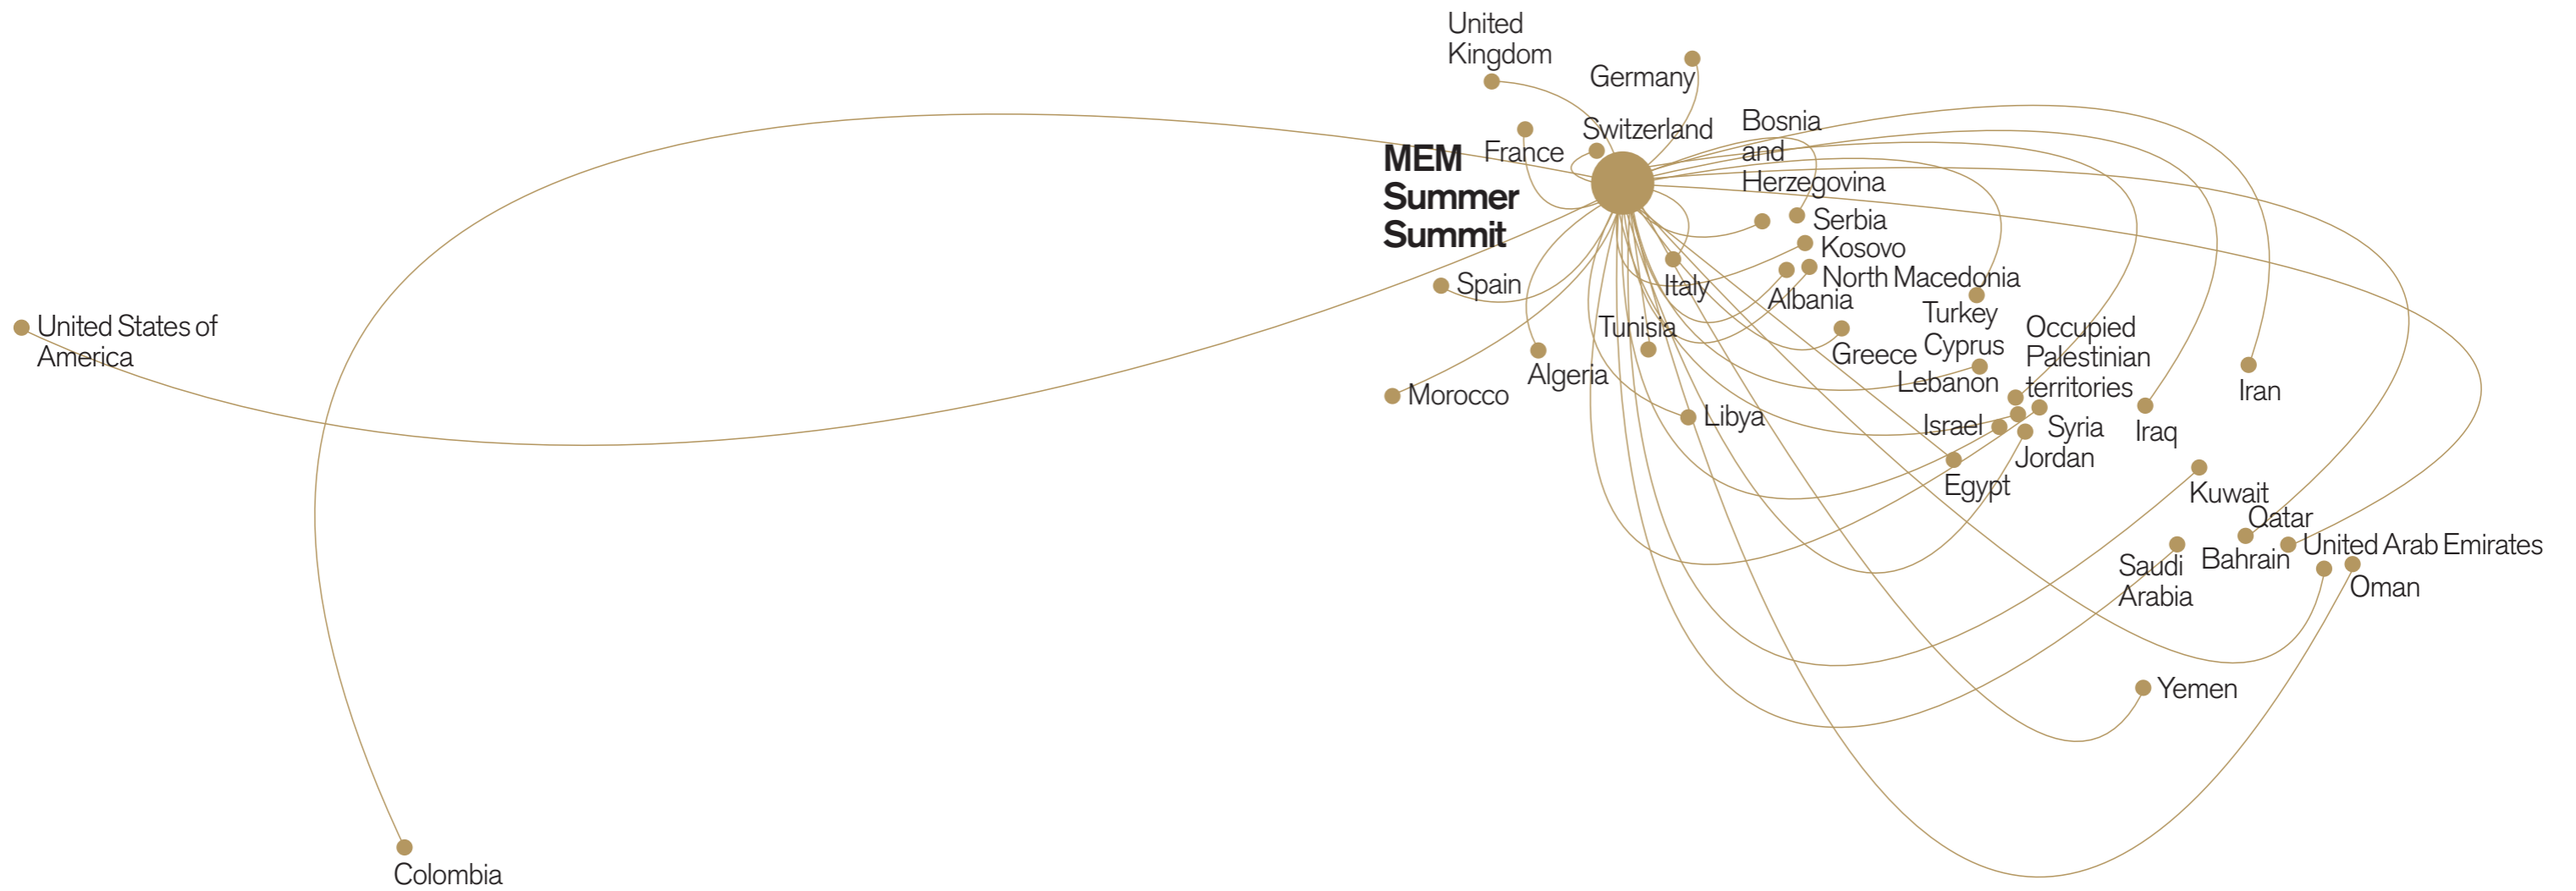 United
Kingdom
Germany
Switzerland
France
MEM
Summer
Summit
Bosnia
and
Herzegovina
Serbia
Kosovo
North Macedonia
Albania
Italy
Spain
Tunisia
Algeria
Morocco
Libya
Greece
Turkey
Cyprus
Lebanon
Occupied
Palestinian
territories
Israel
Syria
Jordan
Egypt
Iraq
Iran
Kuwait
Qatar
Bahrain
United Arab Emirates
Saudi
Arabia
Oman
Yemen
United States of
America
Colombia